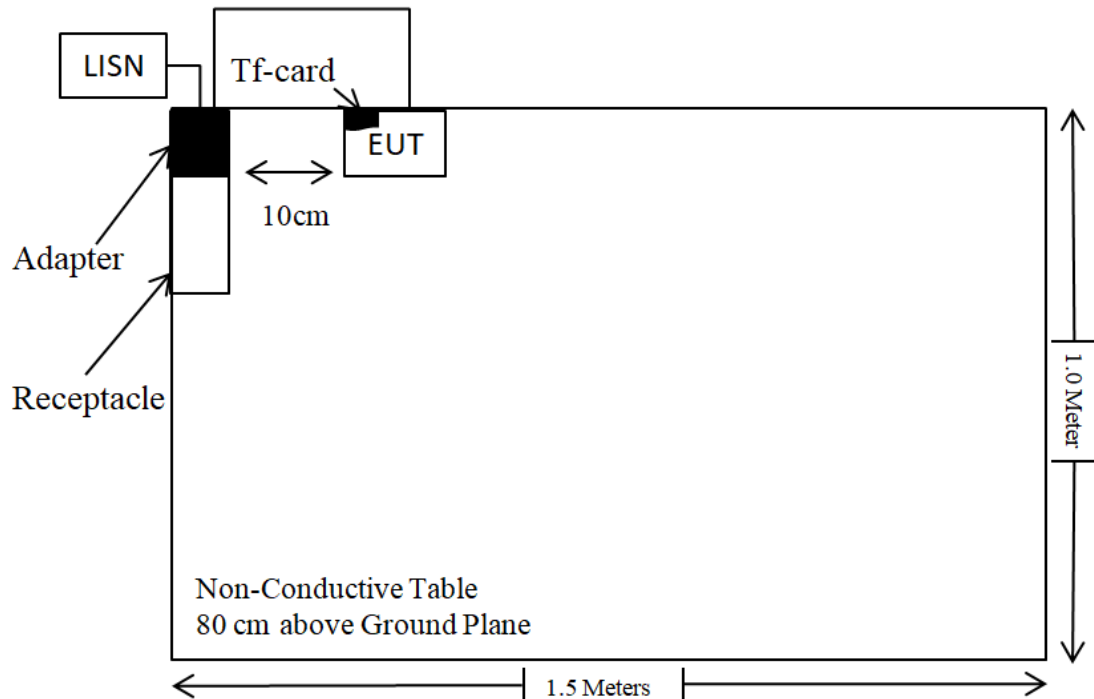 LISN
Tf-card
EUT
10cm
Adapter
Receptacle
1.0 Meter
Non-Conductive Table
80 cm above Ground Plane
1.5 Meters